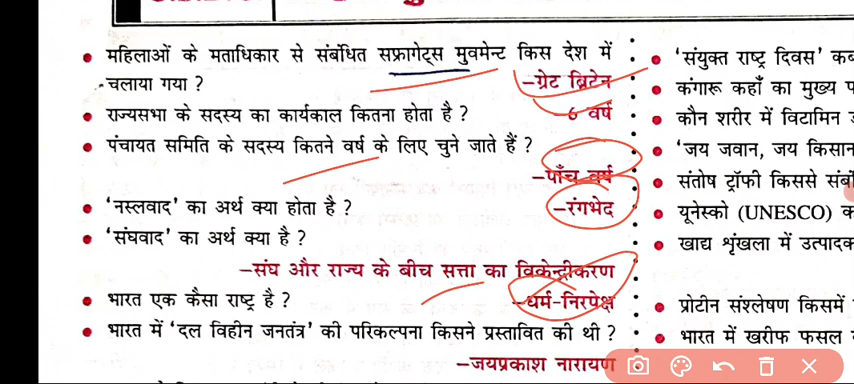 • महिलाओं के मताधिकार से संबंधित सफ्रागेट्स मुवमेन्ट किस देश में
चलाया गया ? –ग्रेट ब्रिटेन
• राज्यसभा के सदस्य का कार्यकाल कितना होता है ? –6 वर्ष
• पंचायत समिति के सदस्य कितने वर्ष के लिए चुने जाते हैं ?
–पाँच वर्ष
• ‘नस्लवाद’ का अर्थ क्या होता है ? –रंगभेद
• ‘संघवाद’ का अर्थ क्या है ?
–संघ और राज्य के बीच सत्ता का विकेन्द्रीकरण
• भारत एक कैसा राष्ट्र है ? –धर्म-निरपेक्ष
• भारत में ‘दल विहीन जनतंत्र’ की परिकल्पना किसने प्रस्तावित की थी ?
–जयप्रकाश नारायण
• ‘संयुक्त राष्ट्र दिवस’
• कंगारू कहाँ का मुख्य
• कौन शरीर में विटामिन
• ‘जय जवान, जय किसान
• संतोष ट्रॉफी किससे
• यूनेस्को (UNESCO)
• खाद्य शृंखला में
• प्रोटीन संश्लेषण किसमें
• भारत में खरीफ फसल